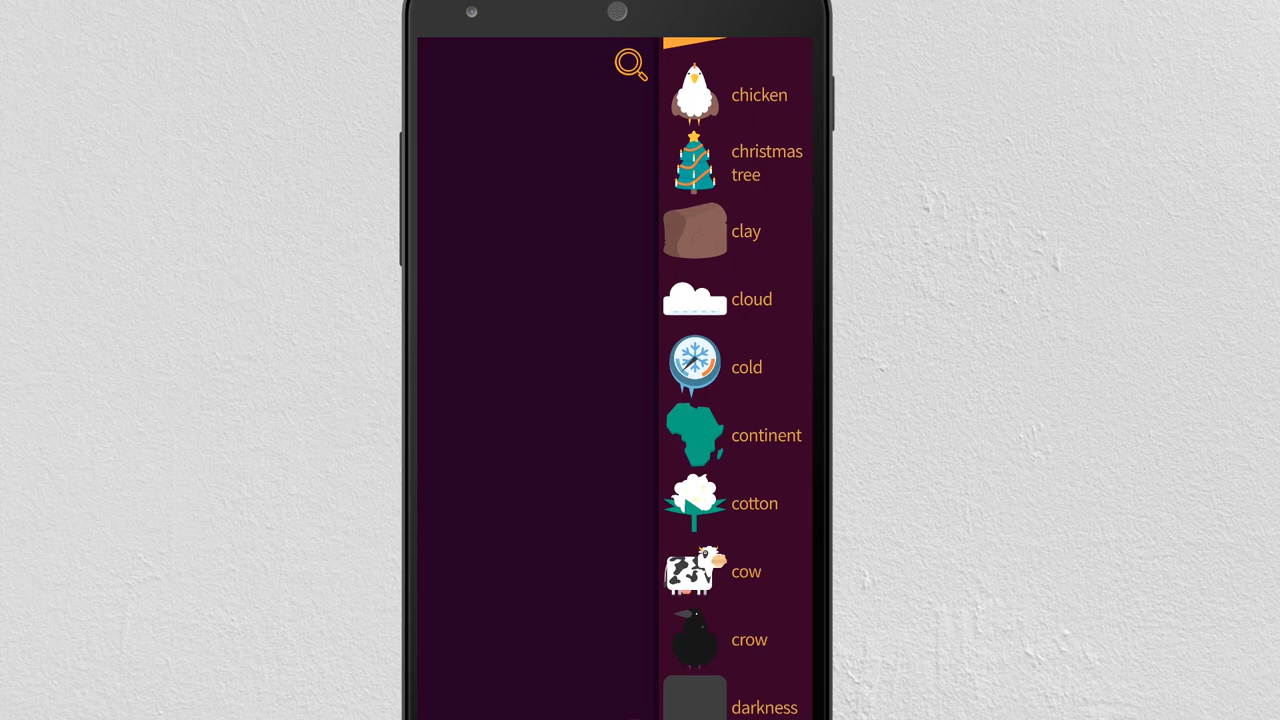 chicken
christmas
tree
clay
cloud
cold
continent
cotton
cow
crow
darkness